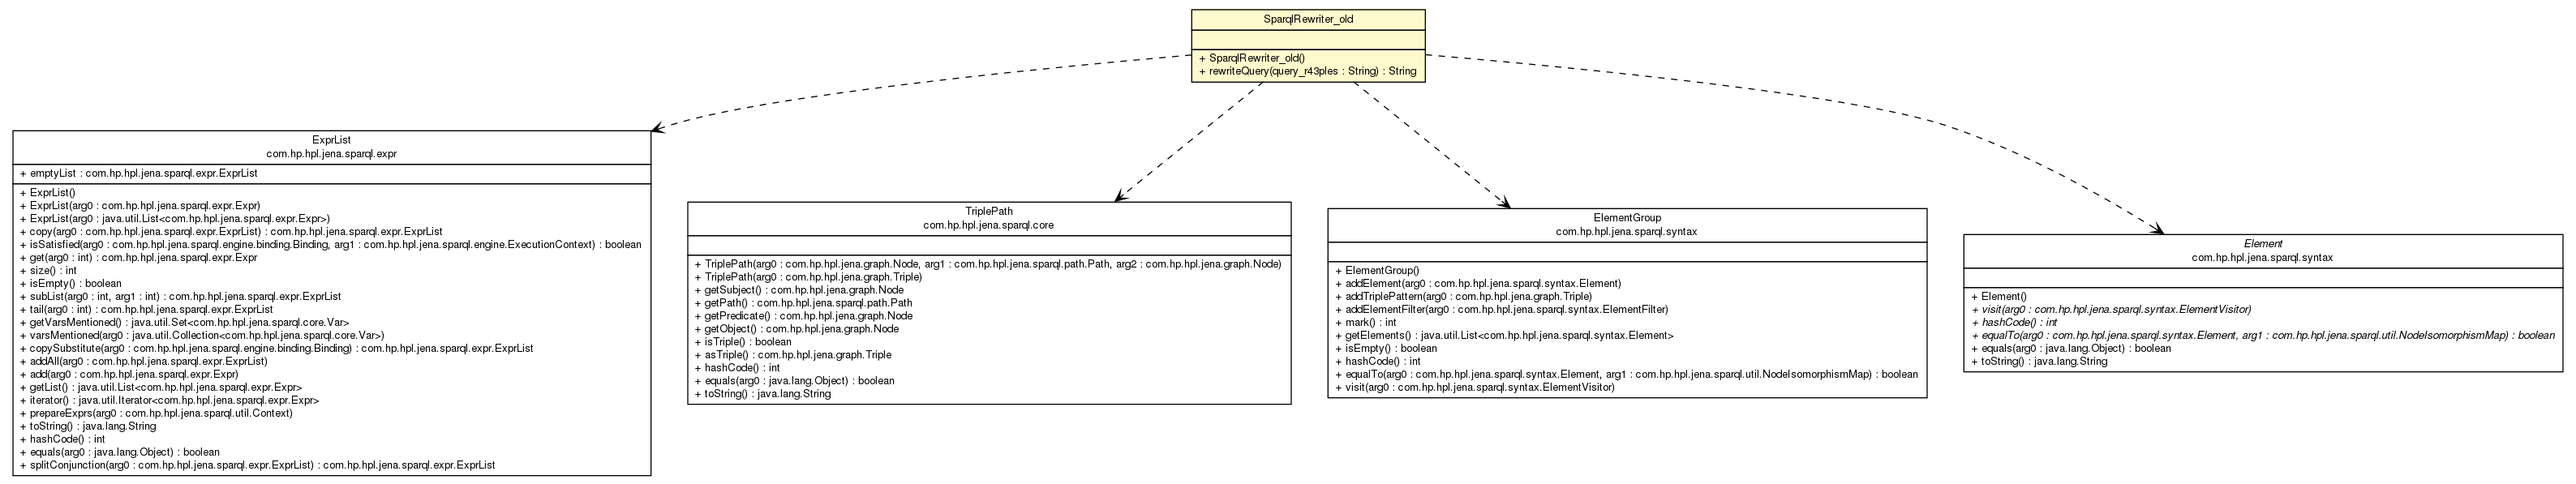 SparqlRewriter_old
+ SparqlRewriter_old()
+ rewriteQuery(query_r43ples : String) : String
ExprList
com.hp.hpl.jena.sparql.expr
+ emptyList : com.hp.hpl.jena.sparql.expr.ExprList
+ ExprList()
+ ExprList(arg0 : com.hp.hpl.jena.sparql.expr.Expr)
+ ExprList(arg0 : java.util.List<com.hp.hpl.jena.sparql.expr.Expr>)
+ copy(arg0 : com.hp.hpl.jena.sparql.expr.ExprList) : com.hp.hpl.jena.sparql.expr.ExprList
+ isSatisfied(arg0 : com.hp.hpl.jena.sparql.engine.binding.Binding, arg1 : com.hp.hpl.jena.sparql.engine.ExecutionContext) : boolean
+ get(arg0 : int) : com.hp.hpl.jena.sparql.expr.Expr
+ size() : int
+ isEmpty() : boolean
+ subList(arg0 : int, arg1 : int) : com.hp.hpl.jena.sparql.expr.ExprList
+ tail(arg0 : int) : com.hp.hpl.jena.sparql.expr.ExprList
+ getVarsMentioned() : java.util.Set<com.hp.hpl.jena.sparql.core.Var>
+ varsMentioned(arg0 : java.util.Collection<com.hp.hpl.jena.sparql.core.Var>)
+ copySubstitute(arg0 : com.hp.hpl.jena.sparql.engine.binding.Binding) : com.hp.hpl.jena.sparql.expr.ExprList
+ addAll(arg0 : com.hp.hpl.jena.sparql.expr.ExprList)
+ add(arg0 : com.hp.hpl.jena.sparql.expr.Expr)
+ getList() : java.util.List<com.hp.hpl.jena.sparql.expr.Expr>
+ iterator() : java.util.Iterator<com.hp.hpl.jena.sparql.expr.Expr>
+ prepareExprs(arg0 : com.hp.hpl.jena.sparql.util.Context)
+ toString() : java.lang.String
+ hashCode() : int
+ equals(arg0 : java.lang.Object) : boolean
+ splitConjunction(arg0 : com.hp.hpl.jena.sparql.expr.ExprList) : com.hp.hpl.jena.sparql.expr.ExprList
TriplePath
com.hp.hpl.jena.sparql.core
+ TriplePath(arg0 : com.hp.hpl.jena.graph.Node, arg1 : com.hp.hpl.jena.sparql.path.Path, arg2 : com.hp.hpl.jena.graph.Node)
+ TriplePath(arg0 : com.hp.hpl.jena.graph.Triple)
+ getSubject() : com.hp.hpl.jena.graph.Node
+ getPath() : com.hp.hpl.jena.sparql.path.Path
+ getPredicate() : com.hp.hpl.jena.graph.Node
+ getObject() : com.hp.hpl.jena.graph.Node
+ isTriple() : boolean
+ asTriple() : com.hp.hpl.jena.graph.Triple
+ hashCode() : int
+ equals(arg0 : java.lang.Object) : boolean
+ toString() : java.lang.String
ElementGroup
com.hp.hpl.jena.sparql.syntax
+ ElementGroup()
+ addElement(arg0 : com.hp.hpl.jena.sparql.syntax.Element)
+ addTriplePattern(arg0 : com.hp.hpl.jena.graph.Triple)
+ addElementFilter(arg0 : com.hp.hpl.jena.sparql.syntax.ElementFilter)
+ mark() : int
+ getElements() : java.util.List<com.hp.hpl.jena.sparql.syntax.Element>
+ isEmpty() : boolean
+ hashCode() : int
+ equalTo(arg0 : com.hp.hpl.jena.sparql.syntax.Element, arg1 : com.hp.hpl.jena.sparql.util.NodeIsomorphismMap) : boolean
+ visit(arg0 : com.hp.hpl.jena.sparql.syntax.ElementVisitor)
Element
com.hp.hpl.jena.sparql.syntax
+ Element()
+ visit(arg0 : com.hp.hpl.jena.sparql.syntax.ElementVisitor)
+ hashCode() : int
+ equalTo(arg0 : com.hp.hpl.jena.sparql.syntax.Element, arg1 : com.hp.hpl.jena.sparql.util.NodeIsomorphismMap) : boolean
+ equals(arg0 : java.lang.Object) : boolean
+ toString() : java.lang.String